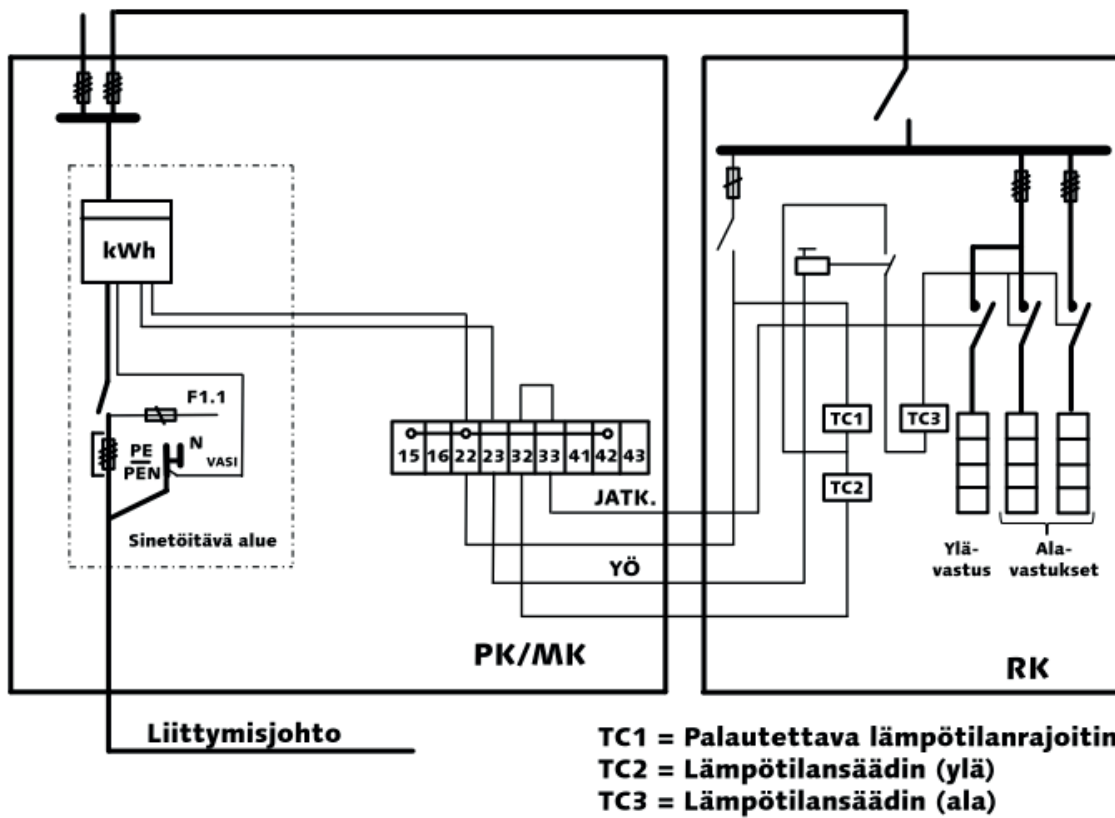 kWh
F1.1
PE
PEN
N
VASI
Sinetöitävä alue
15 16 22 23 32 33 41 42 43
JATK.
YÖ
PK/MK
Liittymisjohto
TC1
TC3
TC2
Ylä-
vastus
Ala-
vastukset
RK
TC1 = Palautettava lämpötilanrajoitin
TC2 = Lämpötilansäädin (ylä)
TC3 = Lämpötilansäädin (ala)